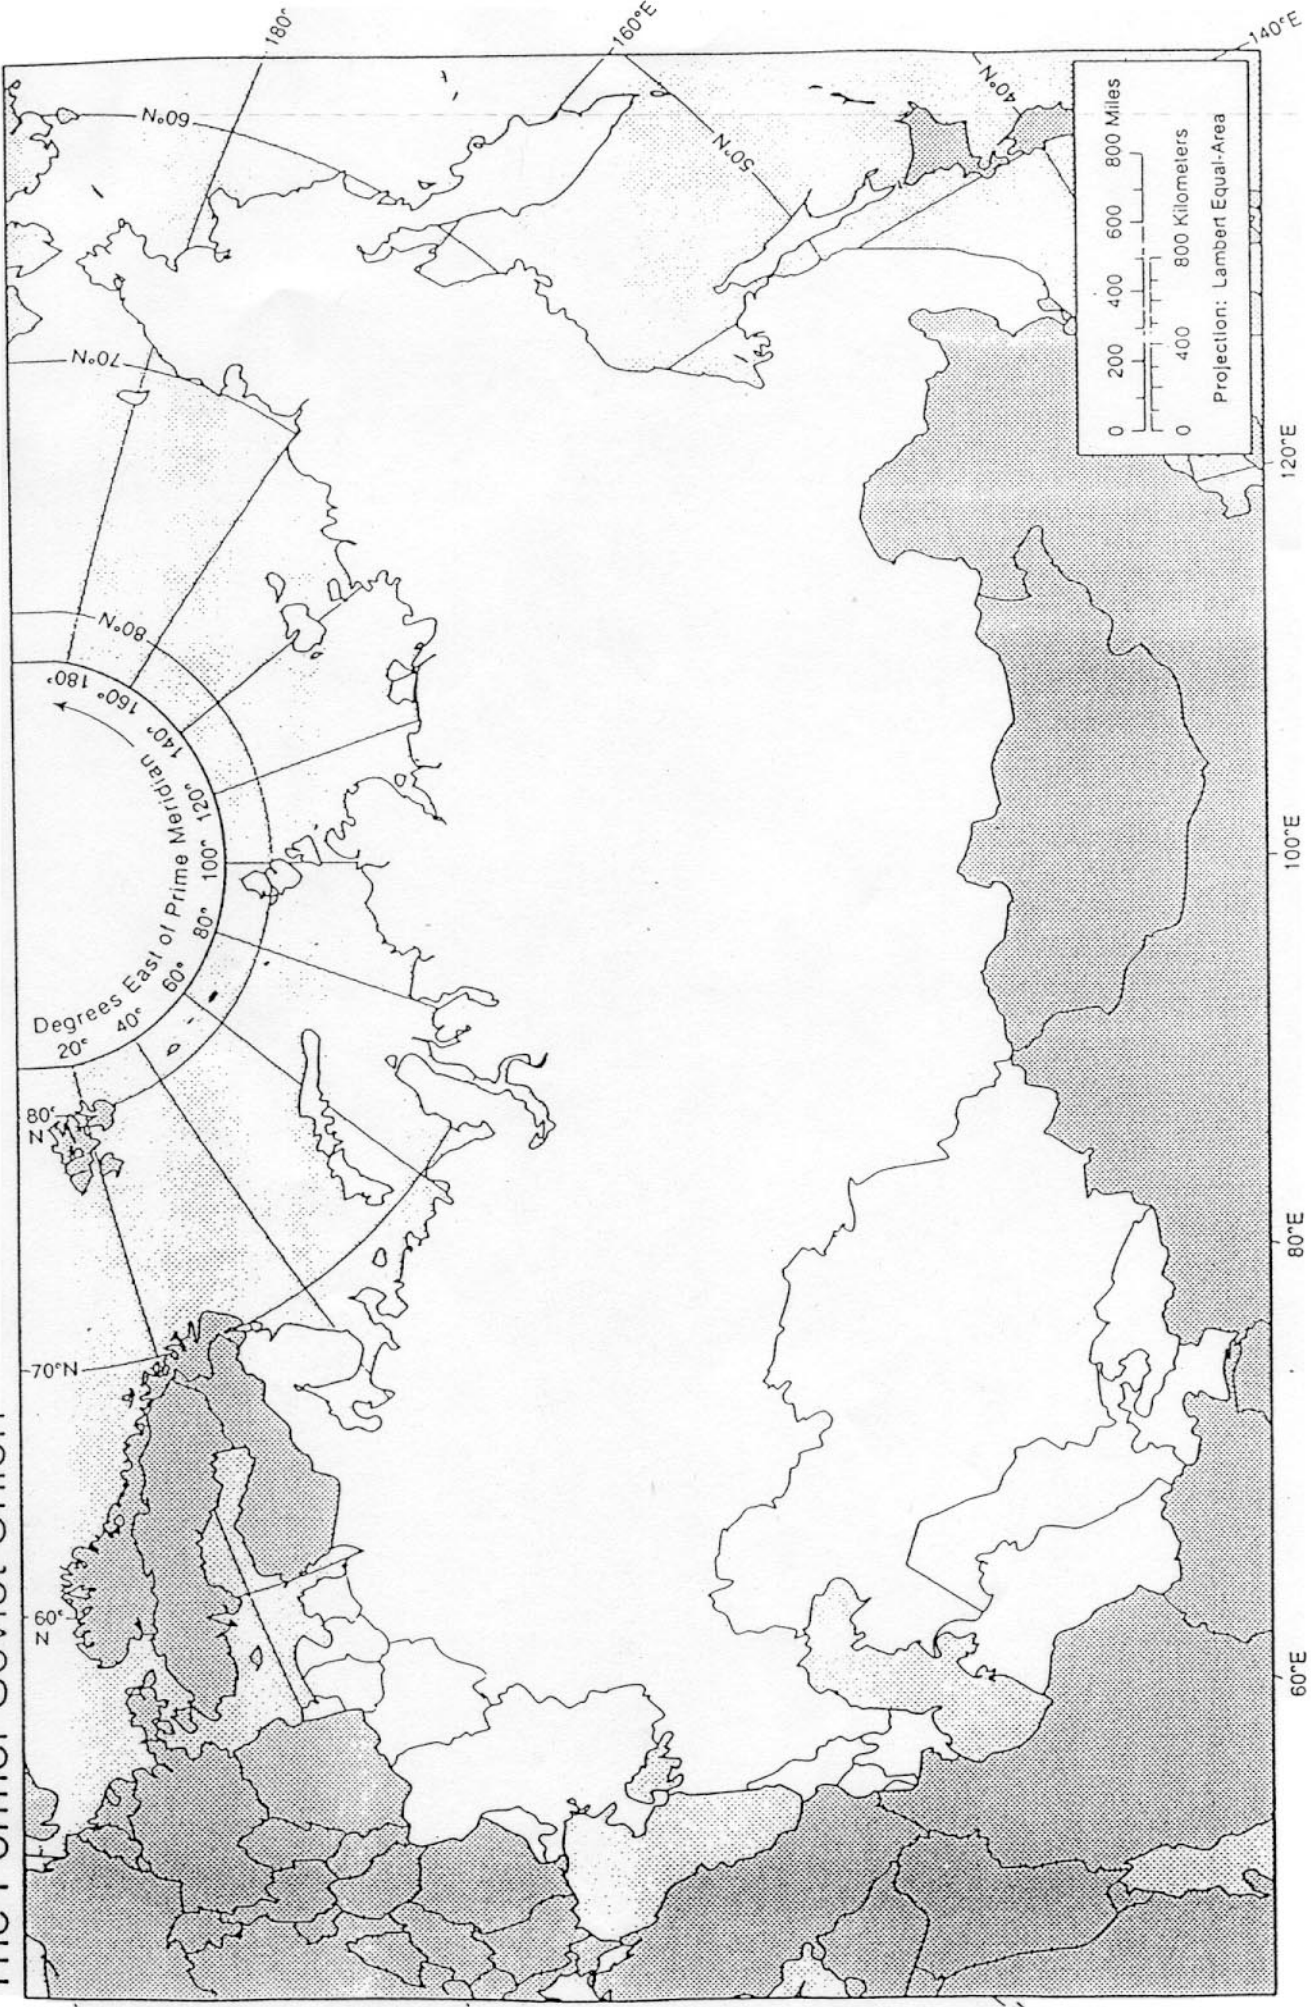 The Former Soviet Union
180°
160°E
140°E
60°N
50°N
40°N
70°N
80°N
Degrees East of Prime Meridian
20°
40°
60°
80°
100°
120°
140°
160°
180°
80°
N
70°N
60°
N
60°E
80°E
100°E
120°E
0 200 400 600 800 Miles
0 400 800 Kilometers
Projection: Lambert Equal-Area